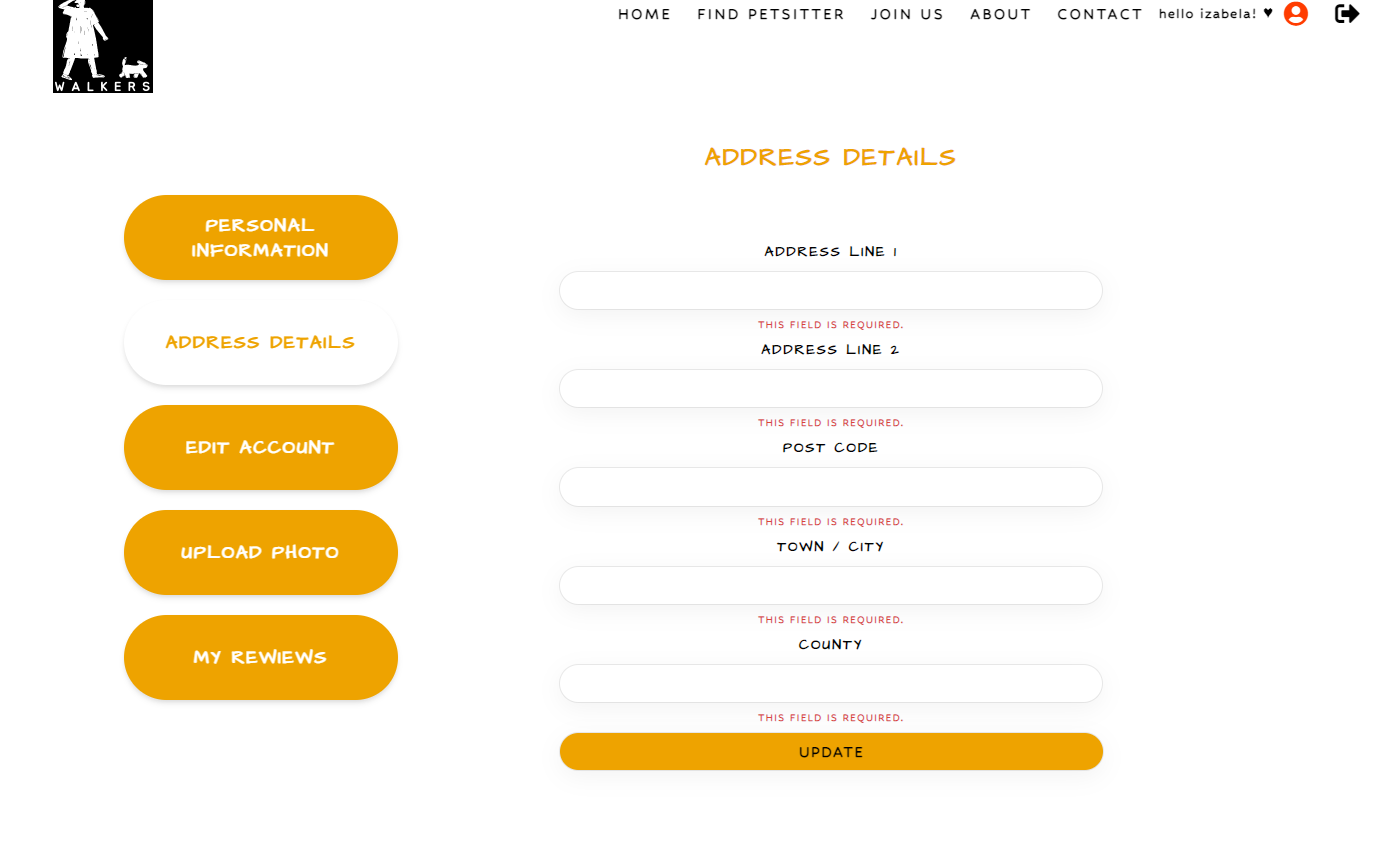 WALKERS
HOME FIND PETSITTER JOIN US ABOUT CONTACT hello izabela! ♥
ADDRESS DETAILS
PERSONAL
INFORMATION
ADDRESS DETAILS
EDIT ACCOUNT
UPLOAD PHOTO
MY REWIEWS
ADDRESS LINE 1
THIS FIELD IS REQUIRED.
ADDRESS LINE 2
THIS FIELD IS REQUIRED.
POST CODE
THIS FIELD IS REQUIRED.
TOWN / CITY
THIS FIELD IS REQUIRED.
COUNTY
THIS FIELD IS REQUIRED.
UPDATE